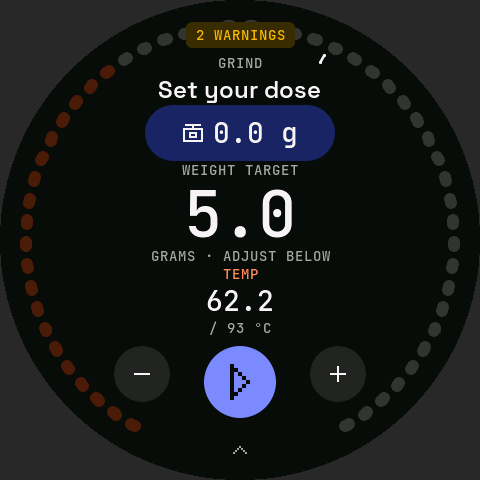 2 WARNINGS
GRIND
Set your dose
0.0 g
WEIGHT TARGET
5.0
GRAMS · ADJUST BELOW
TEMP
62.2
/ 93 °C